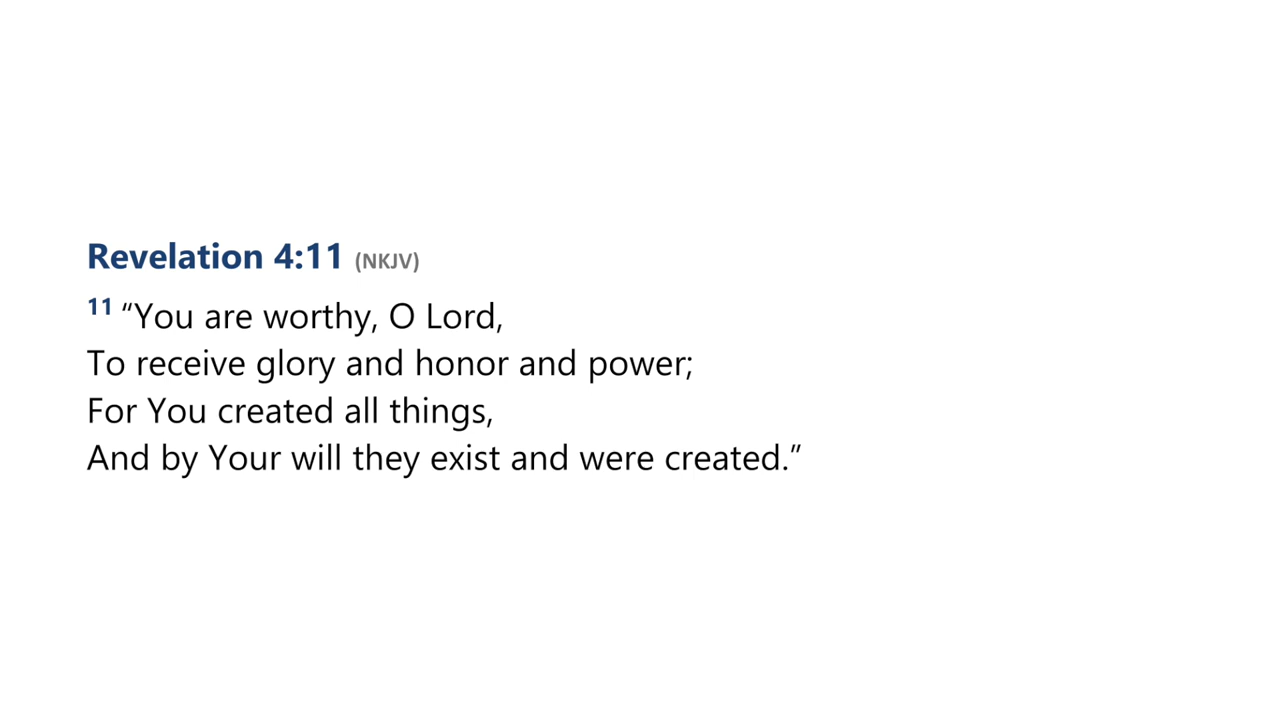 Revelation 4:11 (NKJV)
11 “You are worthy, O Lord,
To receive glory and honor and power;
For You created all things,
And by Your will they exist and were created.”